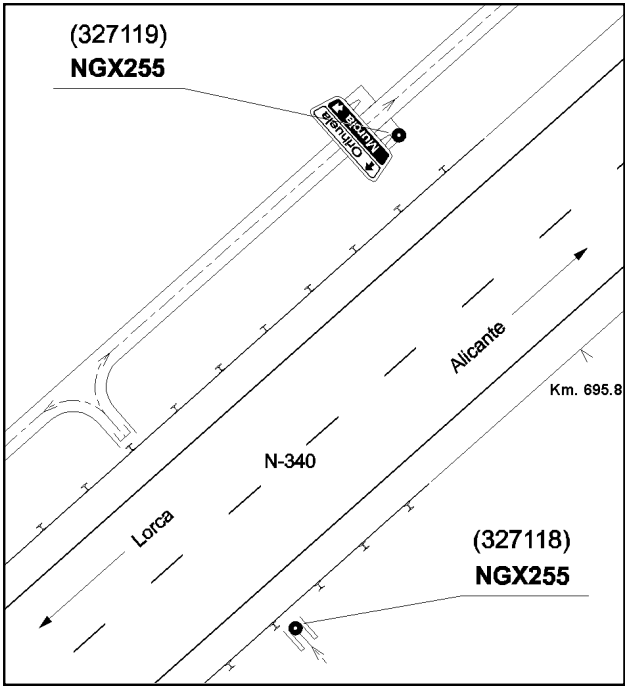 (327119)
NGX255
Orihuela
Murcia
Alicante
Km. 695.8
N-340
Lorca
(327118)
NGX255